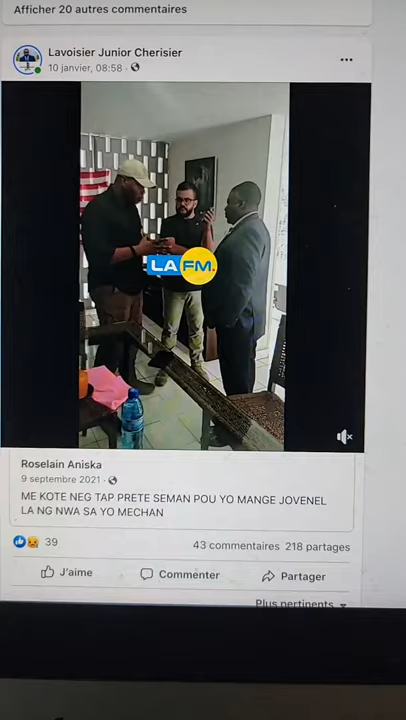 Afficher 20 autres commentaires
Lavoisier Junior Cherisier
10 janvier, 08:58 ·
LA FM.
Roselain Aniska
9 septembre 2021 ·
ME KOTE NEG TAP PRETE SEMAN POU YO MANGE JOVENEL
LA NG NWA SA YO MECHAN
39
43 commentaires 218 partages
J'aime
Commenter
Partager
Plus pertinents